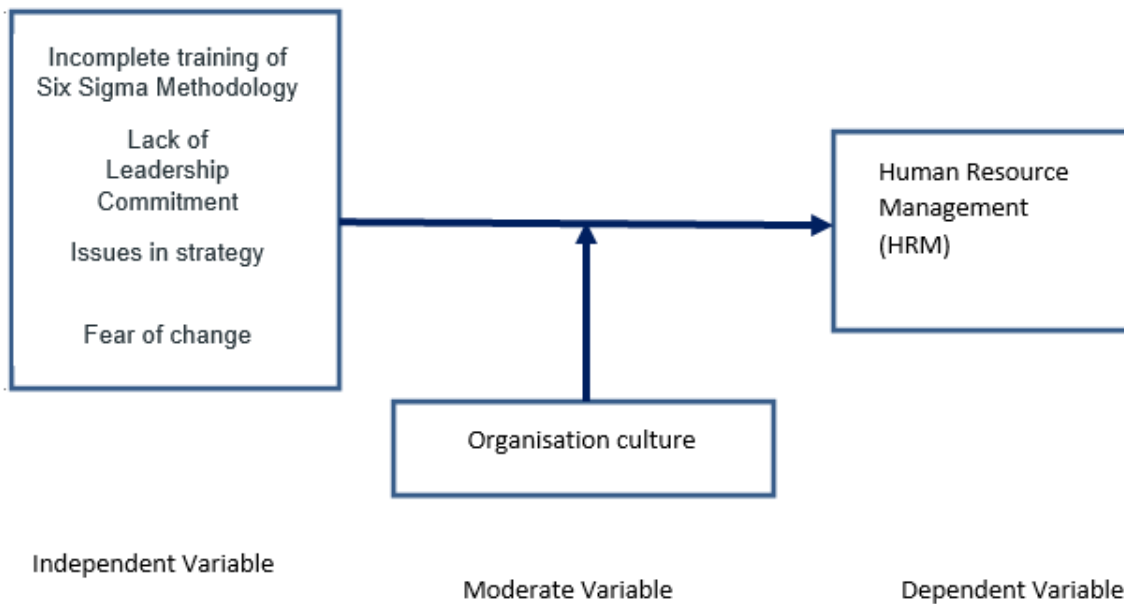 Incomplete training of
Six Sigma Methodology
Lack of
Leadership
Commitment
Issues in strategy
Fear of change
Human Resource
Management
(HRM)
Organisation culture
Independent Variable
Moderate Variable
Dependent Variable